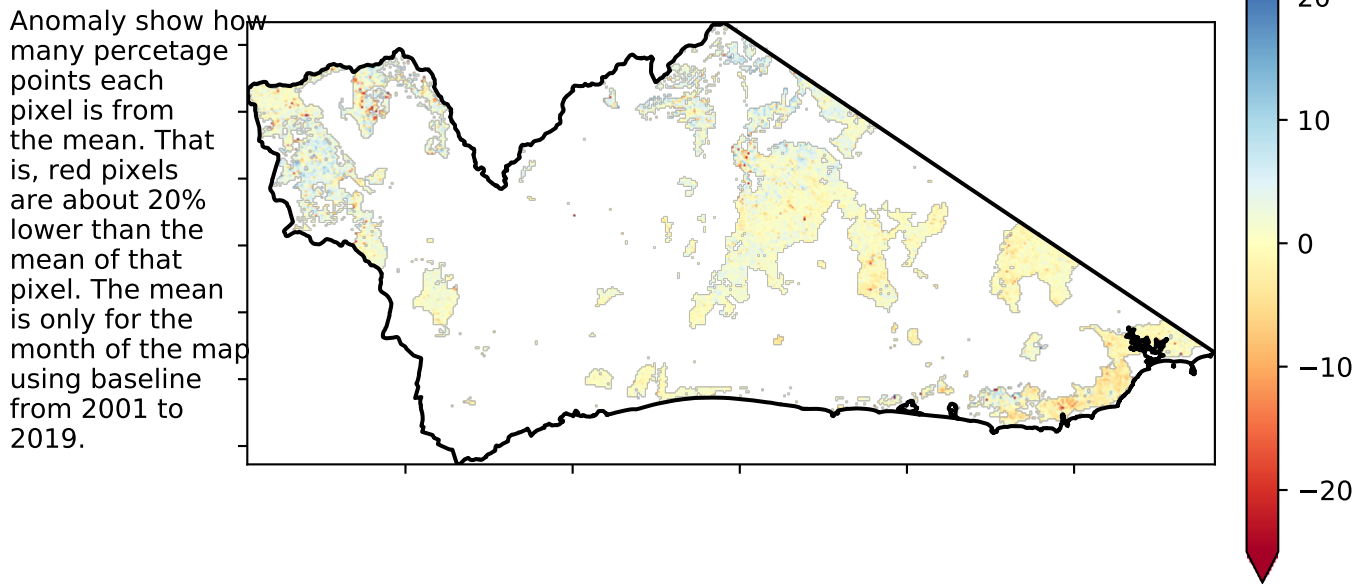 Anomaly show how
many percetage
points each
pixel is from
the mean. That
is, red pixels
are about 20%
lower than the
mean of that
pixel. The mean
is only for the
month of the map
using baseline
from 2001 to
2019.
20
10
0
−10
−20